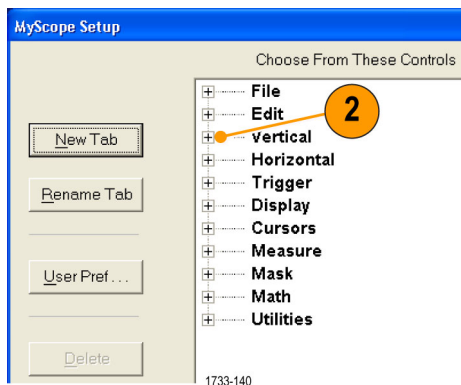 MyScope Setup
Choose From These Controls
File
Edit
2
Vertical
New Tab
Horizontal
Trigger
Rename Tab
Display
Cursors
Measure
User Pref...
Mask
Math
Utilities
Delete
1733-140